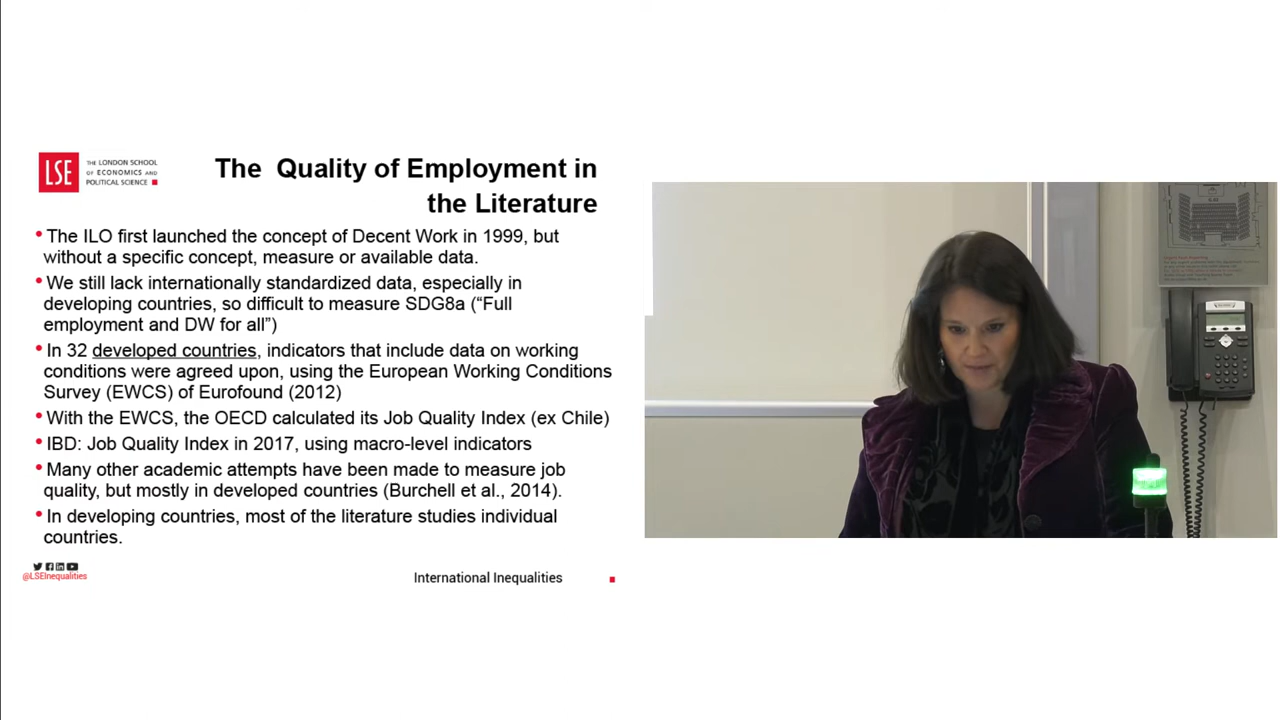 LSE
THE LONDON SCHOOL
OF ECONOMICS AND
POLITICAL SCIENCE
The Quality of Employment in
the Literature
• The ILO first launched the concept of Decent Work in 1999, but
without a specific concept, measure or available data.
• We still lack internationally standardized data, especially in
developing countries, so difficult to measure SDG8a (“Full
employment and DW for all”)
• In 32 developed countries, indicators that include data on working
conditions were agreed upon, using the European Working Conditions
Survey (EWCS) of Eurofound (2012)
• With the EWCS, the OECD calculated its Job Quality Index (ex Chile)
• IBD: Job Quality Index in 2017, using macro-level indicators
• Many other academic attempts have been made to measure job
quality, but mostly in developed countries (Burchell et al., 2014).
• In developing countries, most of the literature studies individual
countries.
@LSEInequalities
International Inequalities